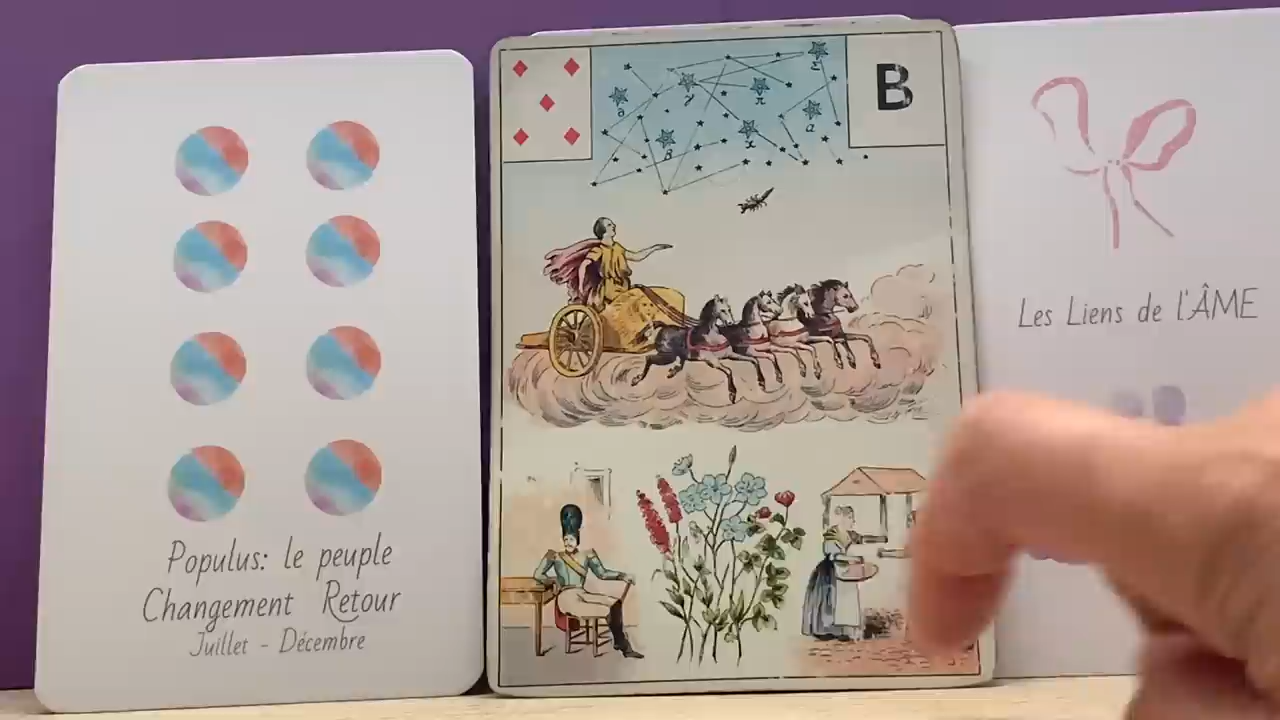 Populus: le peuple
Changement Retour
Juillet - Décembre
B
Les Liens de l'ÂME